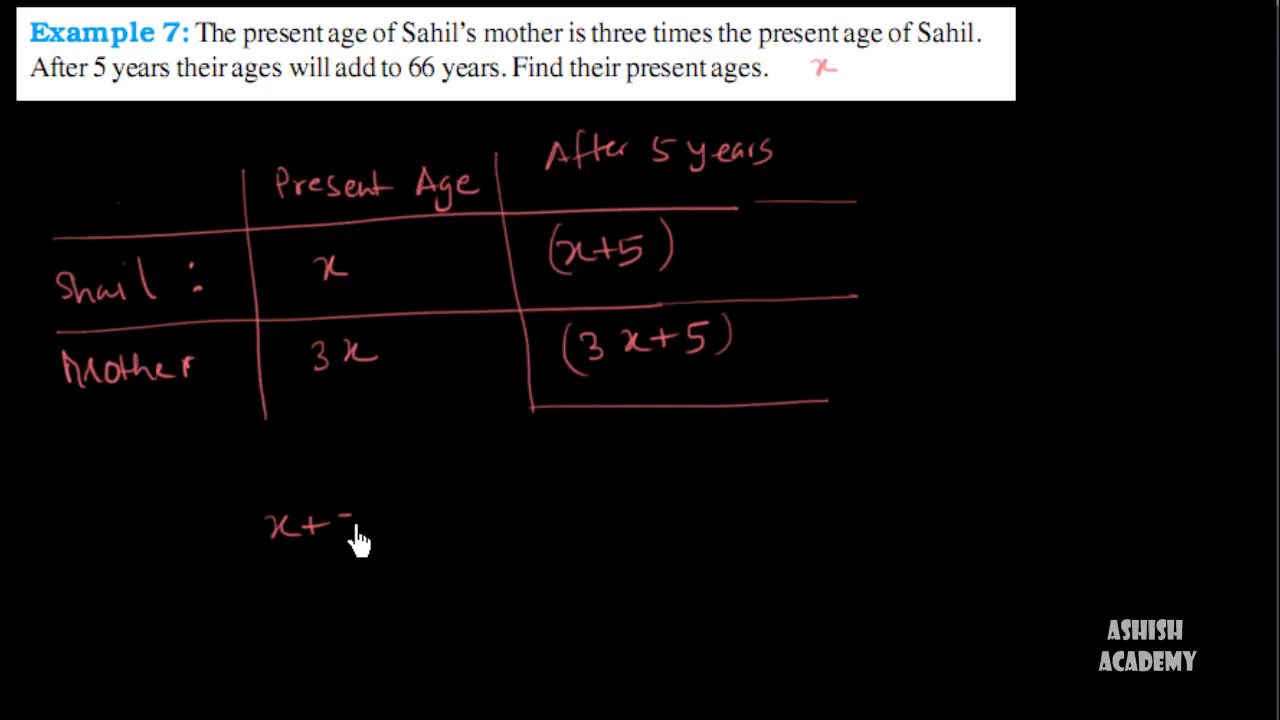 Example 7: The present age of Sahil's mother is three times the present age of Sahil.
After 5 years their ages will add to 66 years. Find their present ages. x
Present Age After 5 years
Shail : x (x+5)
Mother 3x (3x+5)
x+
ASHISH
ACADEMY